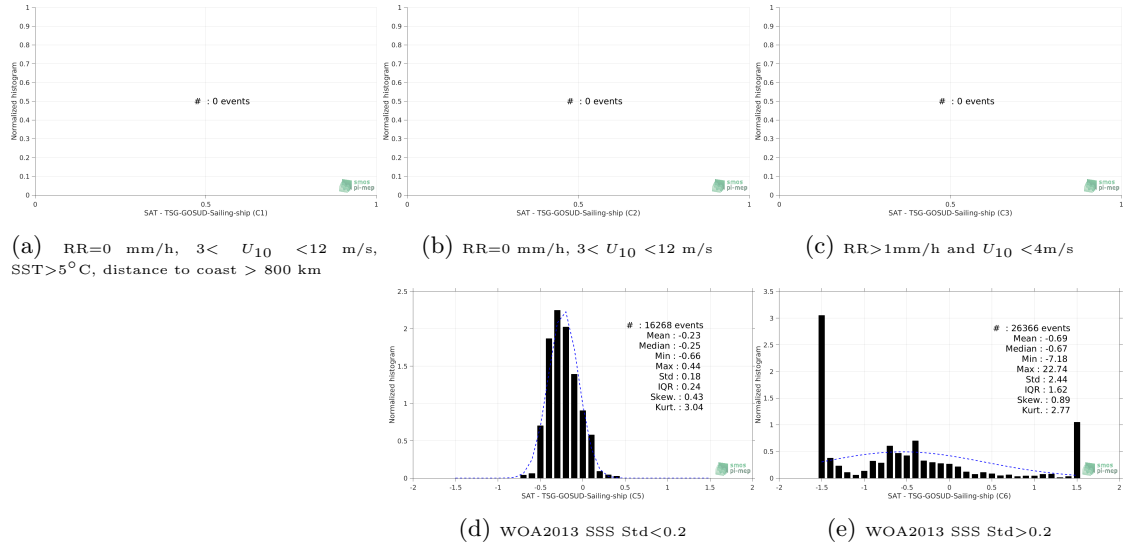 1
0.9
0.8
0.7
0.6
0.5
0.4
0.3
0.2
0.1
0
Normalized histogram
# : 0 events
smos
pi-mep
0 0.5 1
SAT - TSG-GOSUD-Sailing-ship (C1)
1
0.9
0.8
0.7
0.6
0.5
0.4
0.3
0.2
0.1
0
Normalized histogram
# : 0 events
smos
pi-mep
0 0.5 1
SAT - TSG-GOSUD-Sailing-ship (C2)
1
0.9
0.8
0.7
0.6
0.5
0.4
0.3
0.2
0.1
0
Normalized histogram
# : 0 events
smos
pi-mep
0 0.5 1
SAT - TSG-GOSUD-Sailing-ship (C3)
(a) RR=0 mm/h, 3< U10 <12 m/s,
SST>5°C, distance to coast > 800 km
(b) RR=0 mm/h, 3< U10 <12 m/s
(c) RR>1mm/h and U10 <4m/s
2.5
2
1.5
1
0.5
0
Normalized histogram
# : 16268 events
Mean : -0.23
Median : -0.25
Min : -0.66
Max : 0.44
Std : 0.18
IQR : 0.24
Skew. : 0.43
Kurt. : 3.04
smos
pi-mep
-2 -1.5 -1 -0.5 0 0.5 1 1.5 2
SAT - TSG-GOSUD-Sailing-ship (C5)
3.5
3
2.5
2
1.5
1
0.5
0
Normalized histogram
# : 26366 events
Mean : -0.69
Median : -0.67
Min : -7.18
Max : 22.74
Std : 2.44
IQR : 1.62
Skew. : 0.89
Kurt. : 2.77
smos
pi-mep
-2 -1.5 -1 -0.5 0 0.5 1 1.5 2
SAT - TSG-GOSUD-Sailing-ship (C6)
(d) WOA2013 SSS Std<0.2
(e) WOA2013 SSS Std>0.2